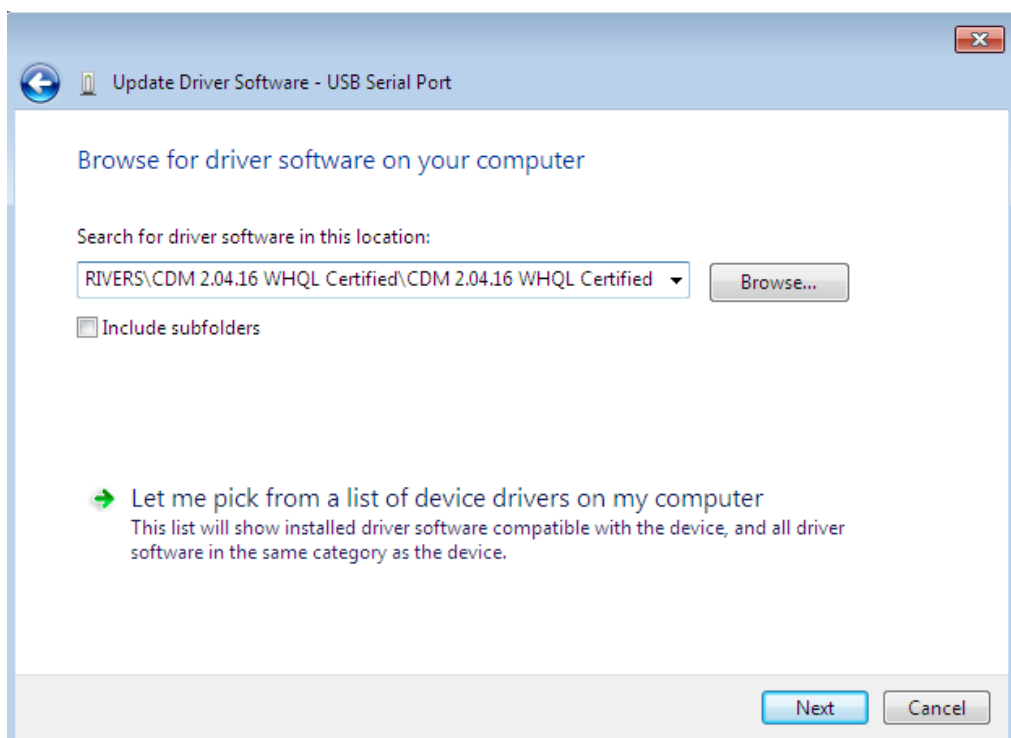 Update Driver Software - USB Serial Port
Browse for driver software on your computer
Search for driver software in this location:
RIVERS\CDM 2.04.16 WHQL Certified\CDM 2.04.16 WHQL Certified
Browse...
Include subfolders
Let me pick from a list of device drivers on my computer
This list will show installed driver software compatible with the device, and all driver
software in the same category as the device.
Next
Cancel